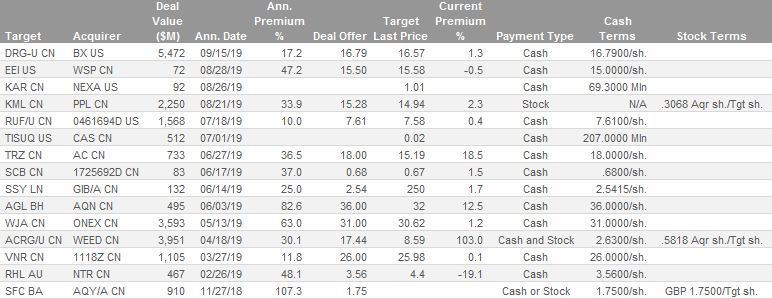 Deal Ann. Current
Value Premium Target Premium Cash
Target Acquirer ($M) Ann. Date % Deal Offer Last Price % Payment Type Terms Stock Terms
DRG-U CN BX US 5,472 09/15/19 17.2 16.79 16.57 1.3 Cash 16.7900/sh.
EEI US WSP CN 72 08/28/19 47.2 15.50 15.58 -0.5 Cash 15.0000/sh.
KAR CN NEXA US 92 08/26/19 1.01 Cash 69.3000 Mln
KML CN PPL CN 2,250 08/21/19 33.9 15.28 14.94 2.3 Stock N/A .3068 Aqr sh./Tgt sh.
RUF/U CN 0461694D US 1,568 07/18/19 10.0 7.61 7.58 0.4 Cash 7.6100/sh.
TISUQ US CAS CN 512 07/01/19 0.02 Cash 207.0000 Mln
TRZ CN AC CN 733 06/27/19 36.5 18.00 15.19 18.5 Cash 18.0000/sh.
SCB CN 1725692D CN 83 06/17/19 37.0 0.68 0.67 1.5 Cash .6800/sh.
SSY LN GIB/A CN 132 06/14/19 25.0 2.54 250 1.7 Cash 2.5415/sh.
AGL BH AQN CN 495 06/03/19 82.6 36.00 32 12.5 Cash 36.0000/sh.
WJA CN ONEX CN 3,593 05/13/19 63.0 31.00 30.62 1.2 Cash 31.0000/sh.
ACRG/U CN WEED CN 3,951 04/18/19 30.1 17.44 8.59 103.0 Cash and Stock 2.6300/sh. .5818 Aqr sh./Tgt sh.
VNR CN 1118Z CN 1,105 03/27/19 11.8 26.00 25.98 0.1 Cash 26.0000/sh.
RHL AU NTR CN 467 02/26/19 48.1 3.56 4.4 -19.1 Cash 3.5600/sh.
SFC BA AQY/A CN 910 11/27/18 107.3 1.75 Cash or Stock 1.7500/sh. GBP 1.7500/Tgt sh.